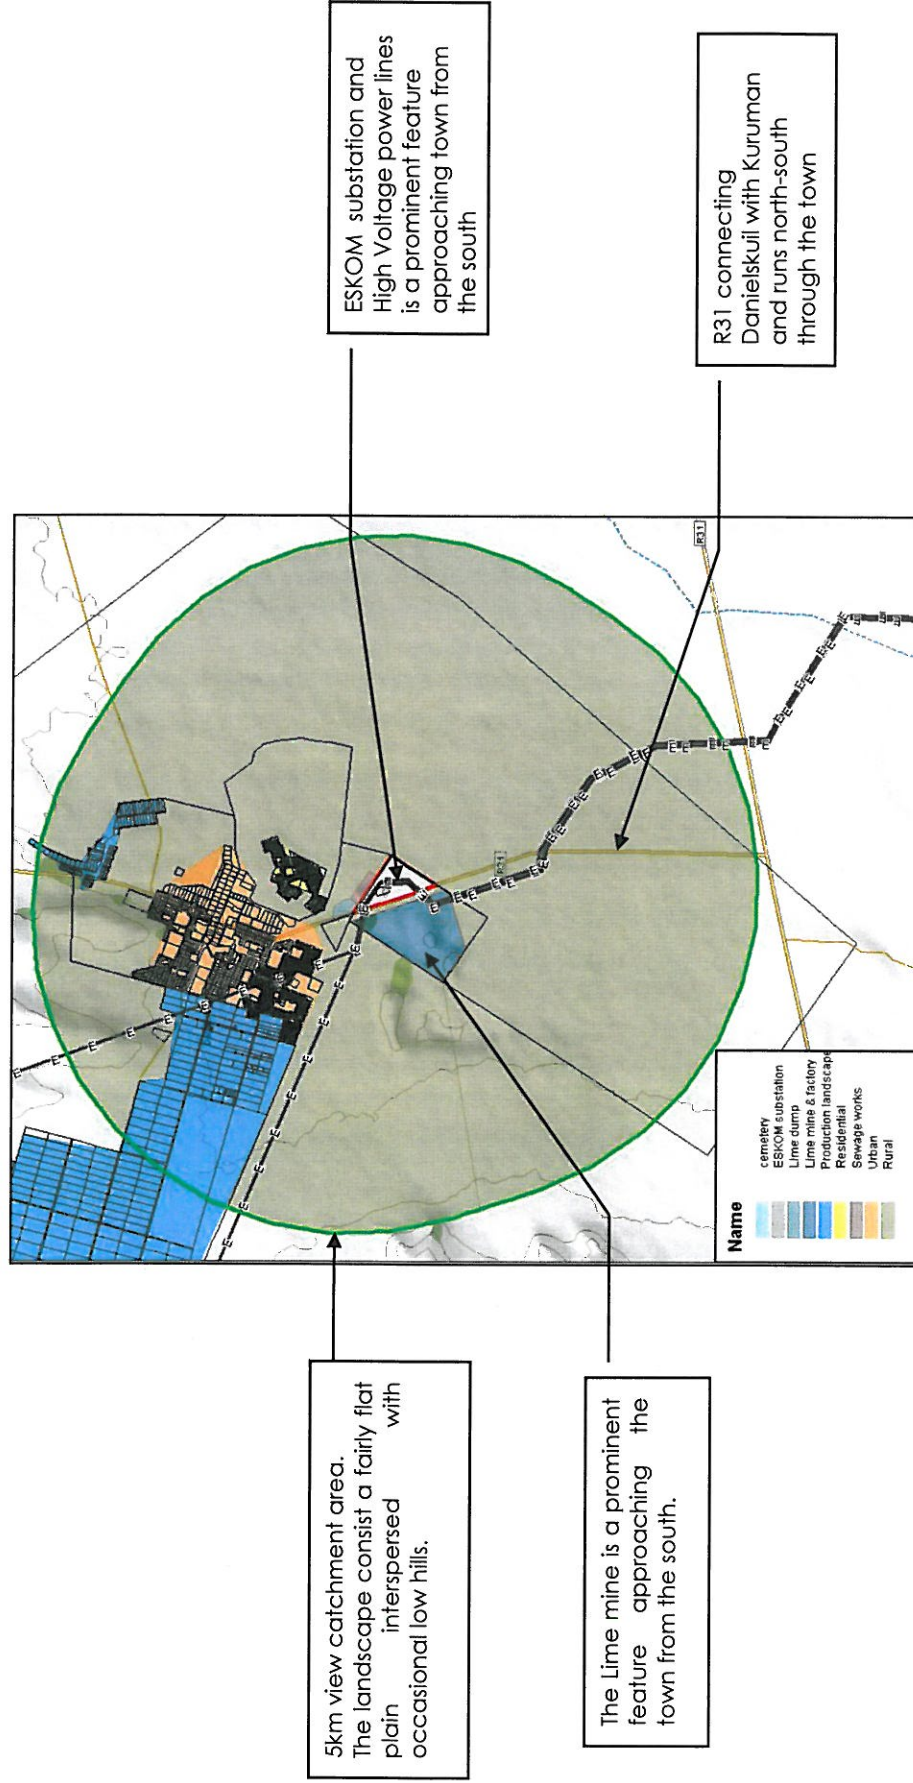 5km view catchment area.
The landscape consist a fairly flat
plain interspersed with
occasional low hills.
The Lime mine is a prominent
feature approaching the
town from the south.
ESKOM substation and
High Voltage power lines
is a prominent feature
approaching town from
the south
R31 connecting
Danielskuil with Kuruman
and runs north-south
through the town
R31
R31
Name
cemetery
ESKOM substation
Lime dump
Lime mine & factory
Production landscape
Residential
Sewage works
Urban
Rural